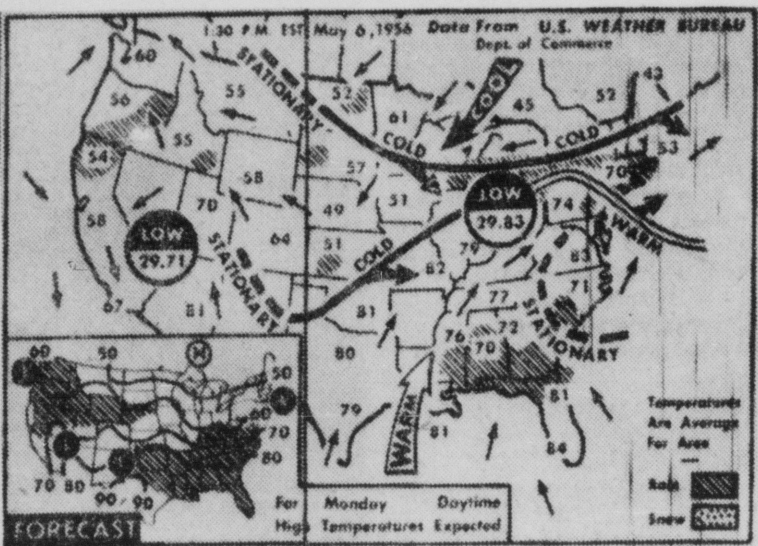 1:30 P.M. EST May 6, 1956 Data From U.S. WEATHER BUREAU
Dept. of Commerce
60
STATIONARY
52
43
56
55
61
COOL
45
52
COLD
COLD
53
54
55
57
70
58
58
70
51
LOW
29.83
74
WARM
LOW
29.71
49
64
STATIONARY
51
COLD
79
82
83
71
67
81
81
77
STATIONARY
76
72
70
80
79
WARM
81
81
84
60
50
H
50
60
70
80
70
80
90
90
FORECAST
For Monday Daytime
High Temperatures Expected
Temperatures
Are Average
For Area
Rain
Snow